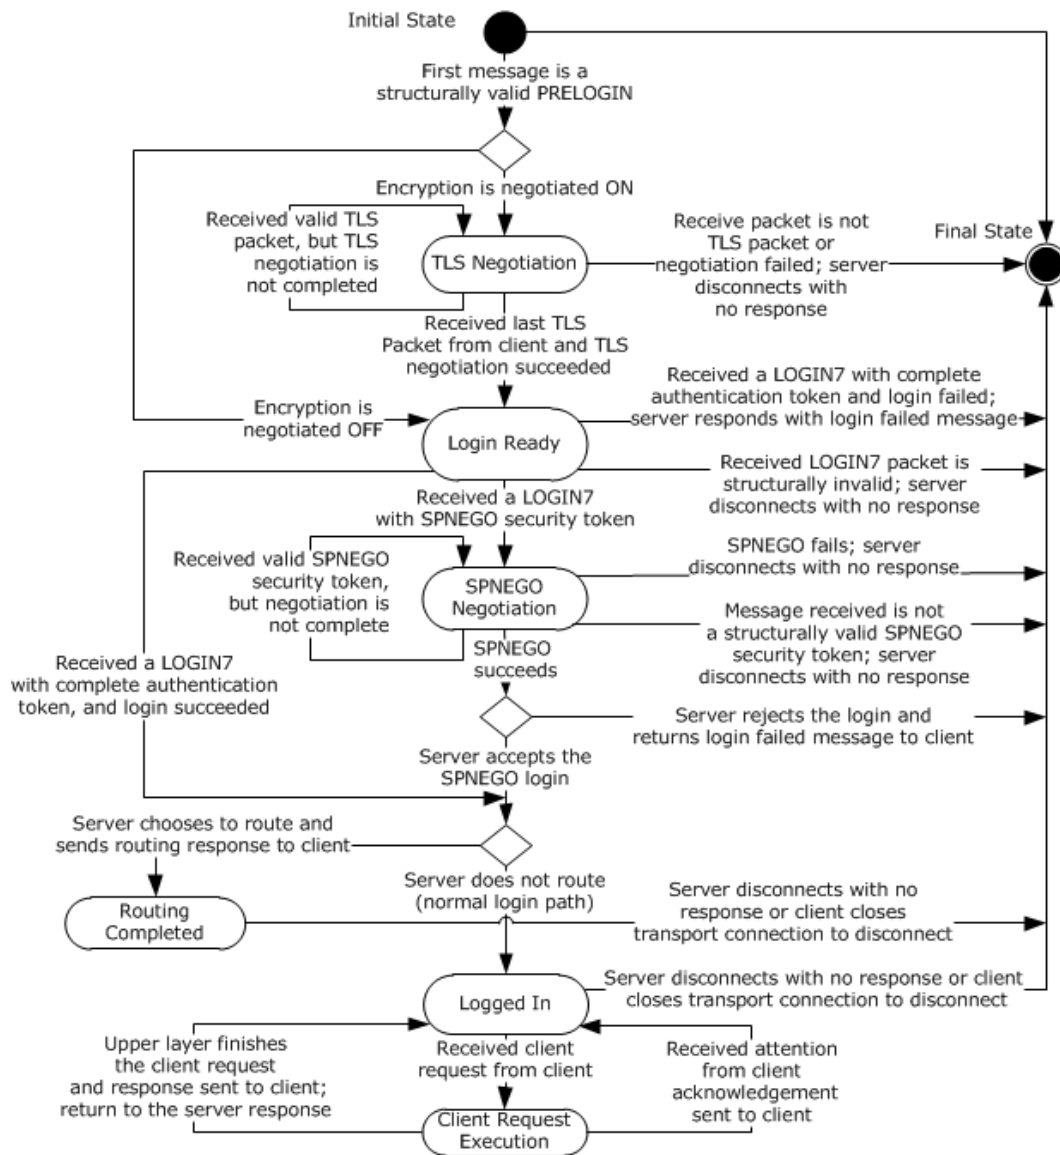 Initial State
First message is a
structurally valid PRELOGIN
Encryption is negotiated ON
Received valid TLS
packet, but TLS
negotiation is
not completed
TLS Negotiation
Receive packet is not
TLS packet or
negotiation failed; server
disconnects with
no response
Final State
Received last TLS
Packet from client and TLS
negotiation succeeded
Encryption is
negotiated OFF
Login Ready
Received a LOGIN7 with complete
authentication token and login failed;
server responds with login failed message
Received LOGIN7 packet is
structurally invalid; server
disconnects with no response
Received a LOGIN7
with SPNEGO security token
Received valid SPNEGO
security token,
but negotiation is
not complete
SPNEGO
Negotiation
SPNEGO fails; server
disconnects with no response
Message received is not
a structurally valid SPNEGO
security token; server
disconnects with no response
SPNEGO
succeeds
Received a LOGIN7
with complete authentication
token, and login succeeded
Server rejects the login and
returns login failed message to client
Server accepts the
SPNEGO login
Server chooses to route and
sends routing response to client
Server does not route
(normal login path)
Routing
Completed
Server disconnects with no
response or client closes
transport connection to disconnect
Logged In
Server disconnects with no response or client
closes transport connection to disconnect
Upper layer finishes
the client request
and response sent to client;
return to the server response
Received client
request from client
Received attention
from client
acknowledgement
sent to client
Client Request
Execution